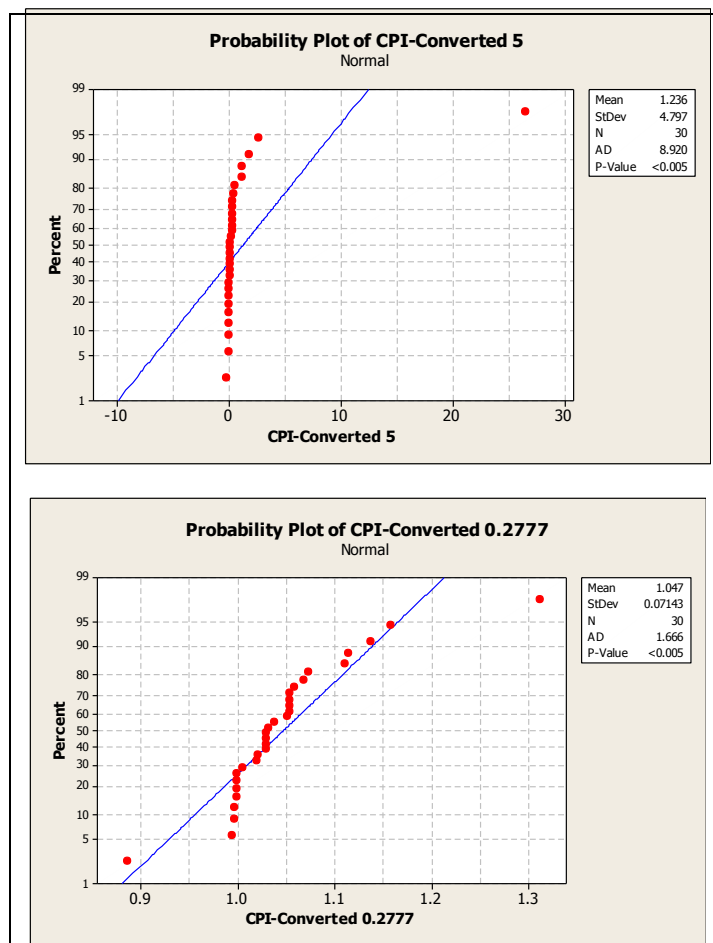 Probability Plot of CPI-Converted 5
Normal
99
95
90
80
70
60
50
40
30
20
10
5
1
Percent
-10 0 10 20 30
CPI-Converted 5
Mean 1.236
StDev 4.797
N 30
AD 8.920
P-Value <0.005
Probability Plot of CPI-Converted 0.2777
Normal
99
95
90
80
70
60
50
40
30
20
10
5
1
Percent
0.9 1.0 1.1 1.2 1.3
CPI-Converted 0.2777
Mean 1.047
StDev 0.07143
N 30
AD 1.666
P-Value <0.005